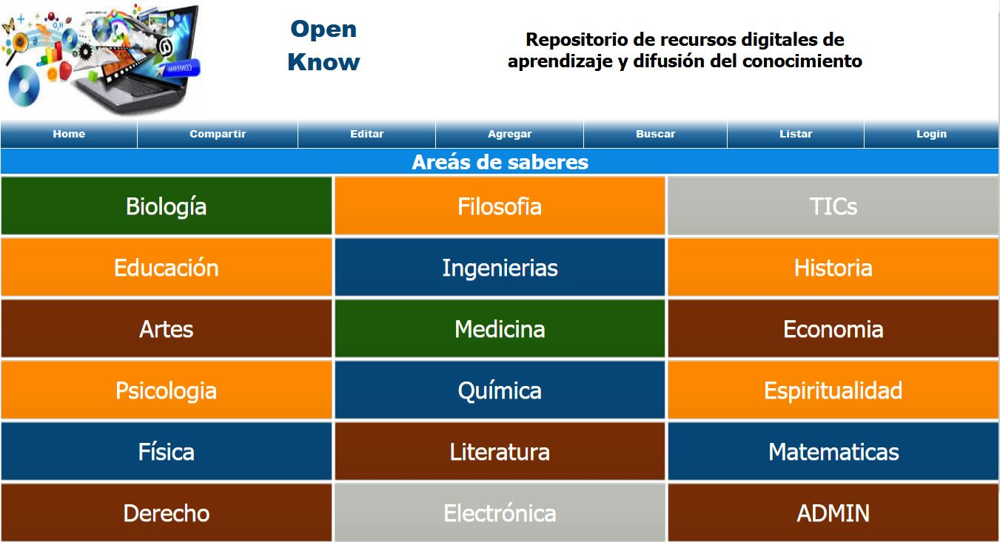 Open
Know
Repositorio de recursos digitales de
aprendizaje y difusión del conocimiento
Home Compartir Editar Agregar Buscar Listar Login
Areás de saberes
Biología Filosofia TICs
Educación Ingenierias Historia
Artes Medicina Economia
Psicologia Química Espiritualidad
Física Literatura Matematicas
Derecho Electrónica ADMIN